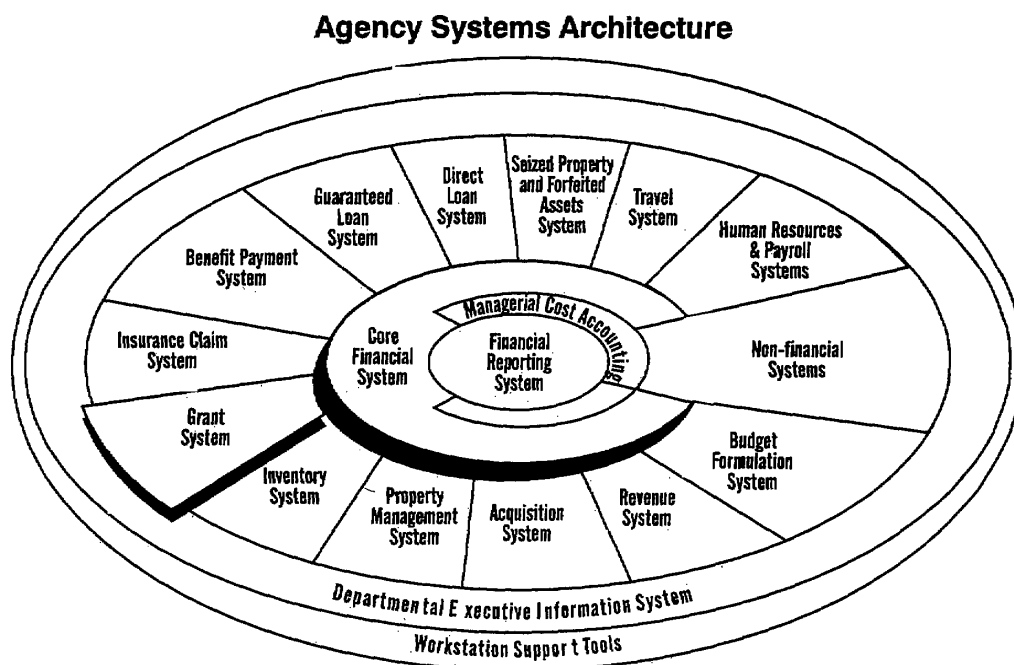 Agency Systems Architecture
Direct
Loan
System
Seized Property
and Forfeited
Assets
System
Travel
System
Guaranteed
Loan
System
Human Resources
& Payroll
Systems
Benefit Payment
System
Managerial Cost Accounting
Insurance Claim
System
Core
Financial
System
Financial
Reporting
System
Non-financial
Systems
Grant
System
Budget
Formulation
System
Inventory
System
Property
Management
System
Acquisition
System
Revenue
System
Departmental Executive Information System
Workstation Support Tools